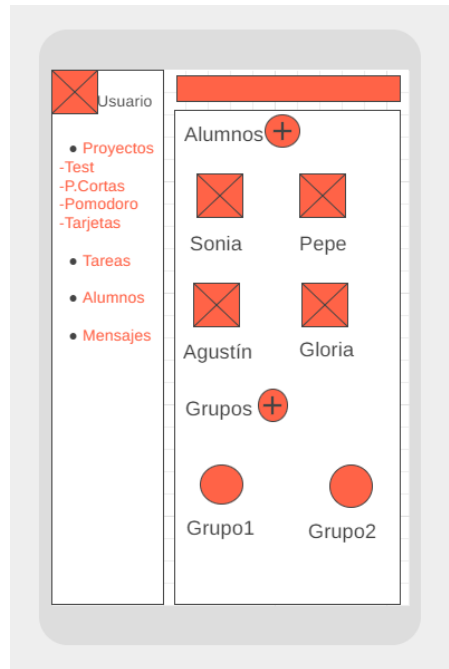 Usuario
● Proyectos
-Test
-P.Cortas
-Pomodoro
-Tarjetas
● Tareas
● Alumnos
● Mensajes
Alumnos +
Sonia Pepe
Agustín Gloria
Grupos +
Grupo1 Grupo2